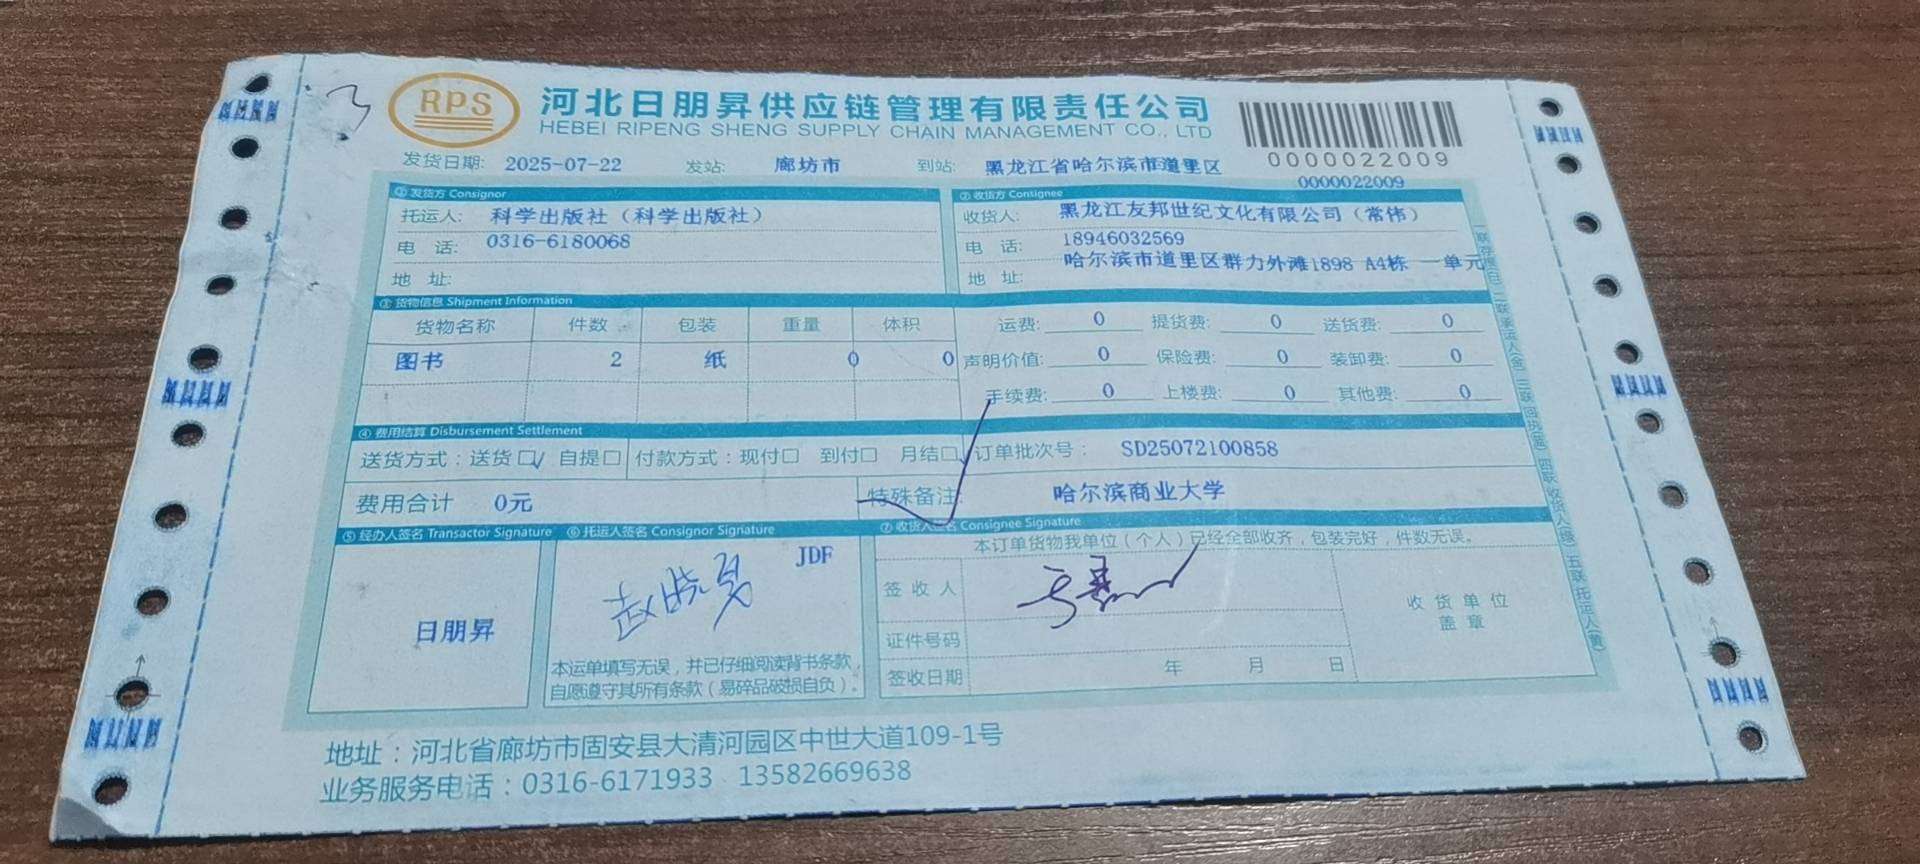 RPS
河北日朋昇供应链管理有限责任公司
HEBEI RIPENG SHENG SUPPLY CHAIN MANAGEMENT CO., LTD
0000022009
发货日期: 2025-07-22 发站: 廊坊市 到站: 黑龙江省哈尔滨市道里区
0000022009
① 发货方 Consignor
托运人: 科学出版社（科学出版社）
电 话: 0316-6180068
地 址:
② 收货方 Contignee
收货人: 黑龙江友邦世纪文化有限公司（常伟）
电 话: 18946032569
地 址: 哈尔滨市道里区群力外滩1898 A4栋 一单元
③ 货物信息 Shipment Information
货物名称 件数 包装 重量 体积
图书 2 纸 0 0
运费: 0 提货费: 0 送货费: 0
声明价值: 0 保险费: 0 装卸费: 0
手续费: 0 上楼费: 0 其他费: 0
④ 费用结算 Disbursement Settlement
送货方式：送货□√ 自提□ 付款方式：现付□ 到付□ 月结□√ 订单批次号： SD25072100858
费用合计 0元 特殊备注: 哈尔滨商业大学
⑤ 经办人签名 Transactor Signature
日朋昇
⑥ 托运人签名 Consignor Signature
JDF
赵晓勇
本运单填写无误，并已仔细阅读背书条款，
自愿遵守其所有条款（易碎品破损自负）。
⑦ 收货人签名 Consignee Signature
本订单货物我单位（个人）已经全部收齐，包装完好，件数无误。
签收人
证件号码
签收日期 年 月 日
收货单位
盖章
地址：河北省廊坊市固安县大清河园区中世大道109-1号
业务服务电话：0316-6171933 13582669638